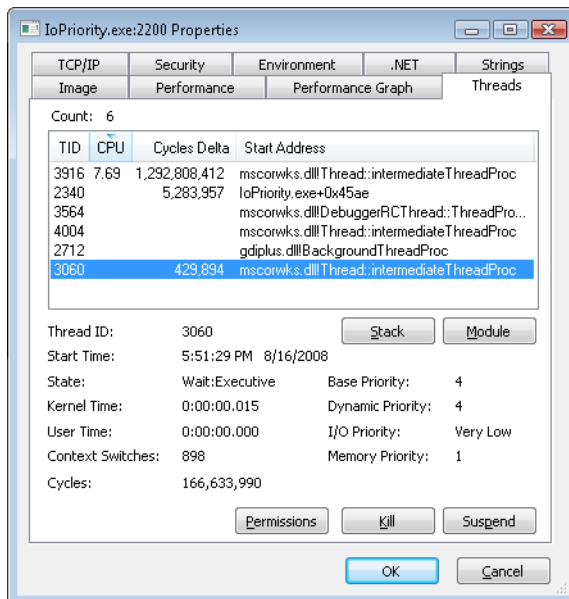 IoPriority.exe:2200 Properties
TCP/IP Security Environment .NET Strings
Image Performance Performance Graph Threads
Count: 6
TID CPU Cycles Delta Start Address
3916 7.69 1,292,808,412 mscorwks.dll!Thread::intermediateThreadProc
2340 5,283,957 IoPriority.exe+0x45ae
3564 mscorwks.dll!DebuggerRCThread::ThreadPro...
4004 mscorwks.dll!Thread::intermediateThreadProc
2712 gdiplus.dll!BackgroundThreadProc
3060 429,894 mscorwks.dll!Thread::intermediateThreadProc
Thread ID: 3060 Stack Module
Start Time: 5:51:29 PM 8/16/2008
State: Wait:Executive Base Priority: 4
Kernel Time: 0:00:00.015 Dynamic Priority: 4
User Time: 0:00:00.000 I/O Priority: Very Low
Context Switches: 898 Memory Priority: 1
Cycles: 166,633,990
Permissions Kill Suspend
OK Cancel